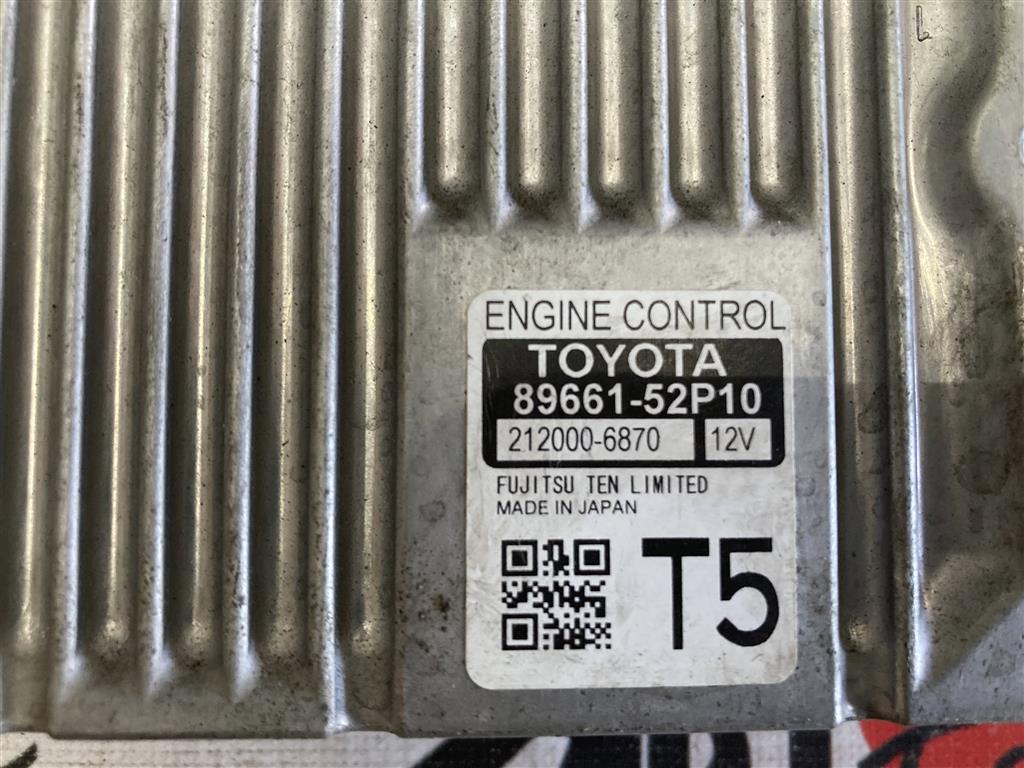 ENGINE CONTROL
TOYOTA
89661-52P10
212000-6870 12V
FUJITSU TEN LIMITED
MADE IN JAPAN
T5